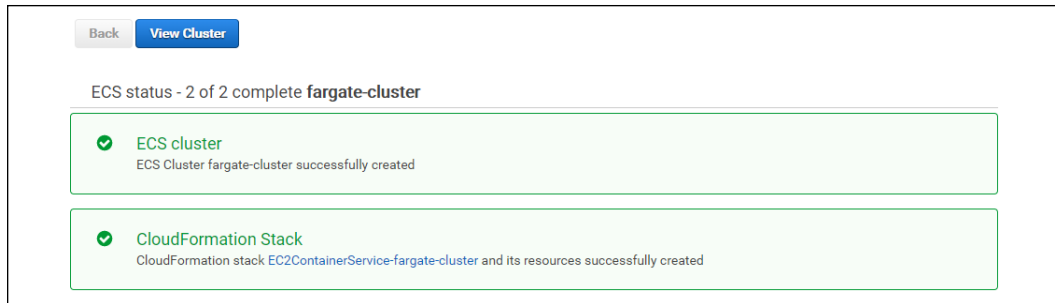 Back View Cluster
ECS status - 2 of 2 complete fargate-cluster
ECS cluster
ECS Cluster fargate-cluster successfully created
CloudFormation Stack
CloudFormation stack EC2ContainerService-fargate-cluster and its resources successfully created